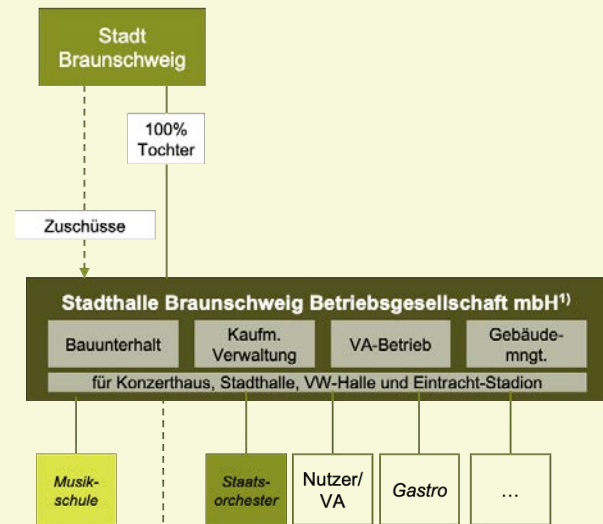 Stadt
Braunschweig
100%
Tochter
Zuschüsse
Stadthalle Braunschweig Betriebsgesellschaft mbH1)
Bauunterhalt
Kaufm.
Verwaltung
VA-Betrieb
Gebäude-
mngt.
für Konzerthaus, Stadthalle, VW-Halle und Eintracht-Stadion
Musik-
schule
Staats-
orchester
Nutzer/
VA
Gastro
…